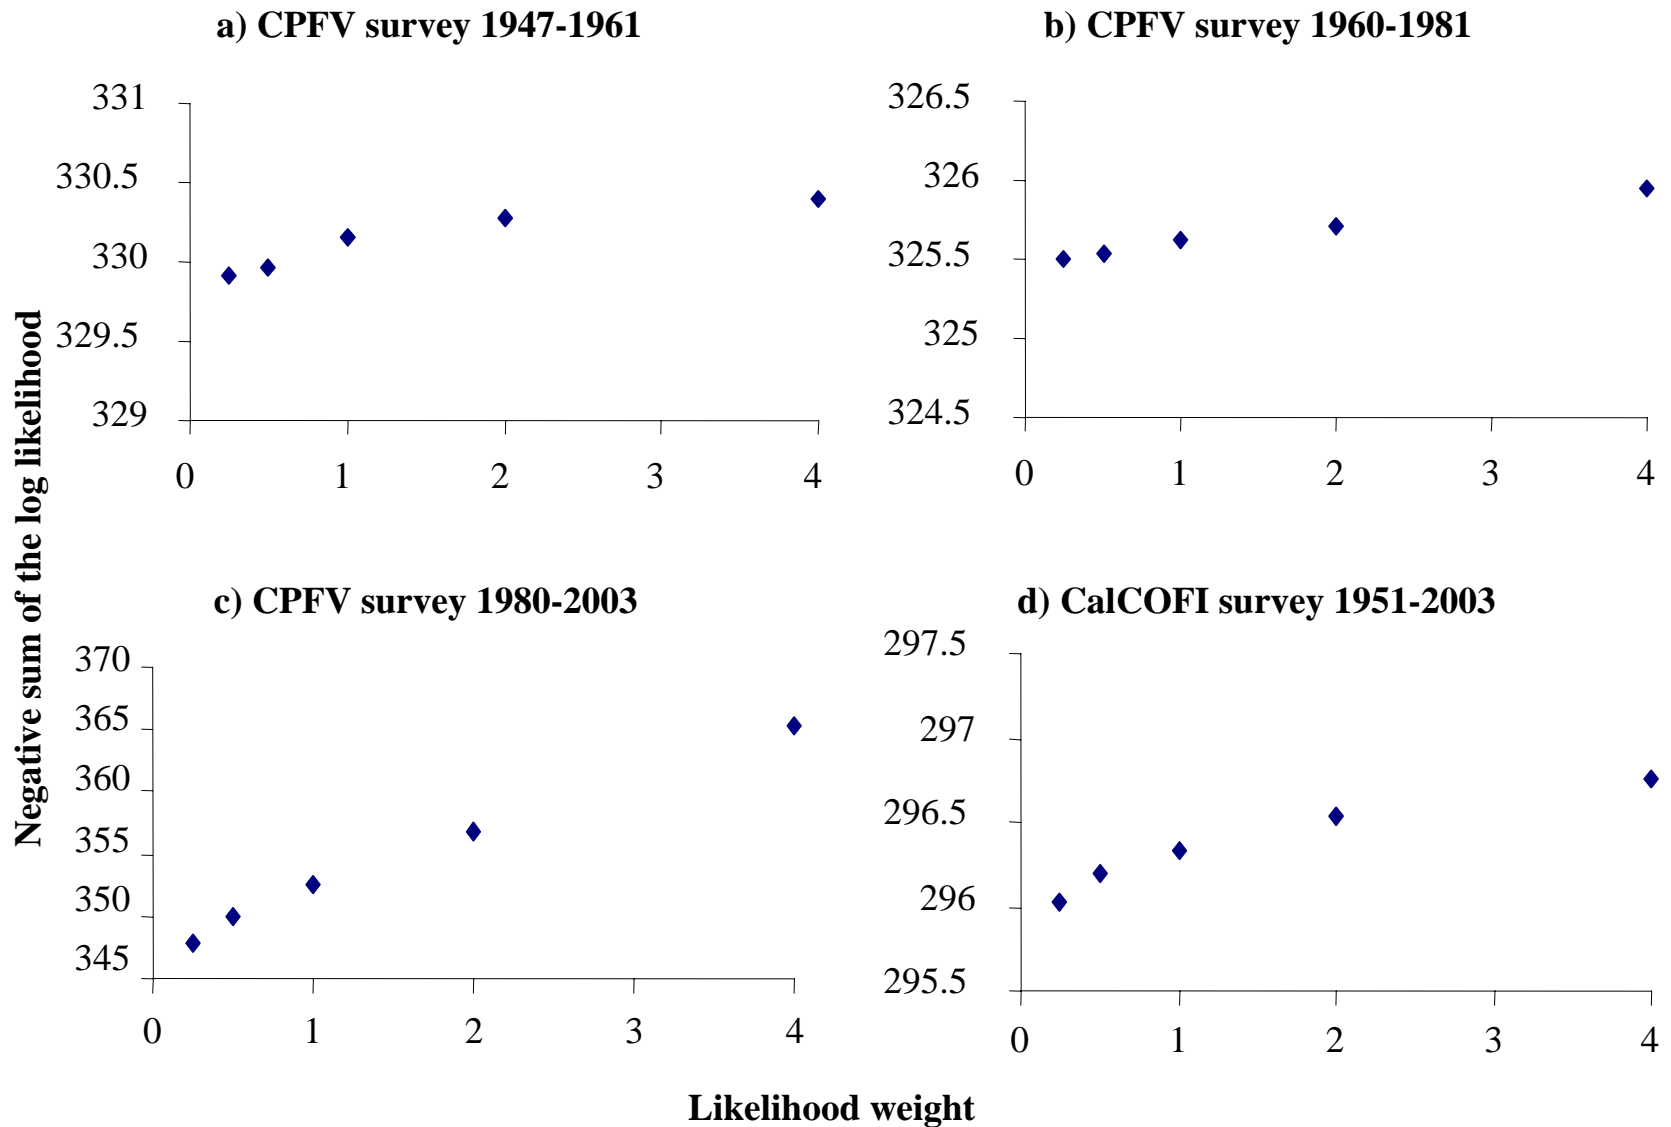 a) CPFV survey 1947-1961
331
330.5
330
329.5
329
0 1 2 3 4
b) CPFV survey 1960-1981
326.5
326
325.5
325
324.5
0 1 2 3 4
Negative sum of the log likelihood
c) CPFV survey 1980-2003
370
365
360
355
350
345
0 1 2 3 4
d) CalCOFI survey 1951-2003
297.5
297
296.5
296
295.5
0 1 2 3 4
Likelihood weight